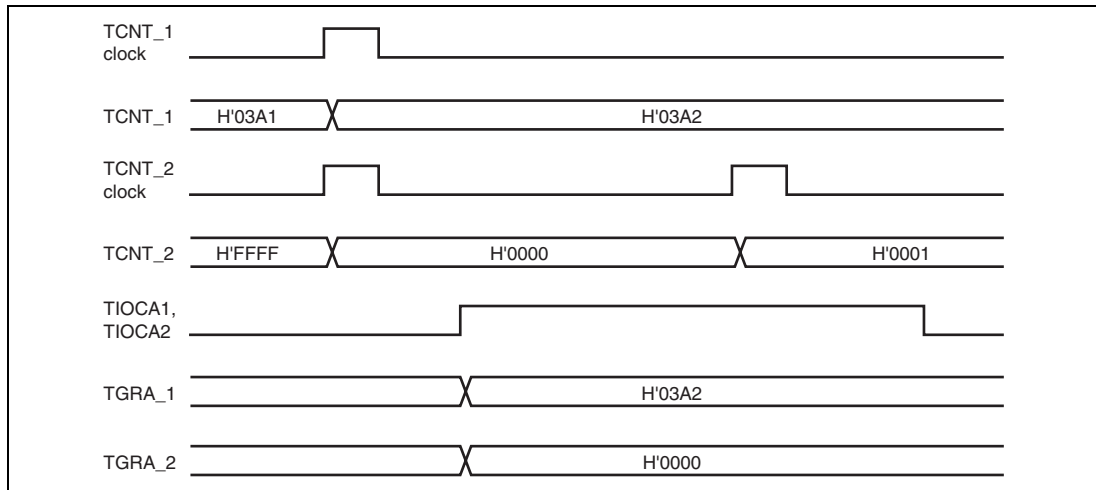 TCNT_1
clock
TCNT_1 H'03A1 H'03A2
TCNT_2
clock
TCNT_2 H'FFFF H'0000 H'0001
TIOCA1,
TIOCA2
TGRA_1 H'03A2
TGRA_2 H'0000